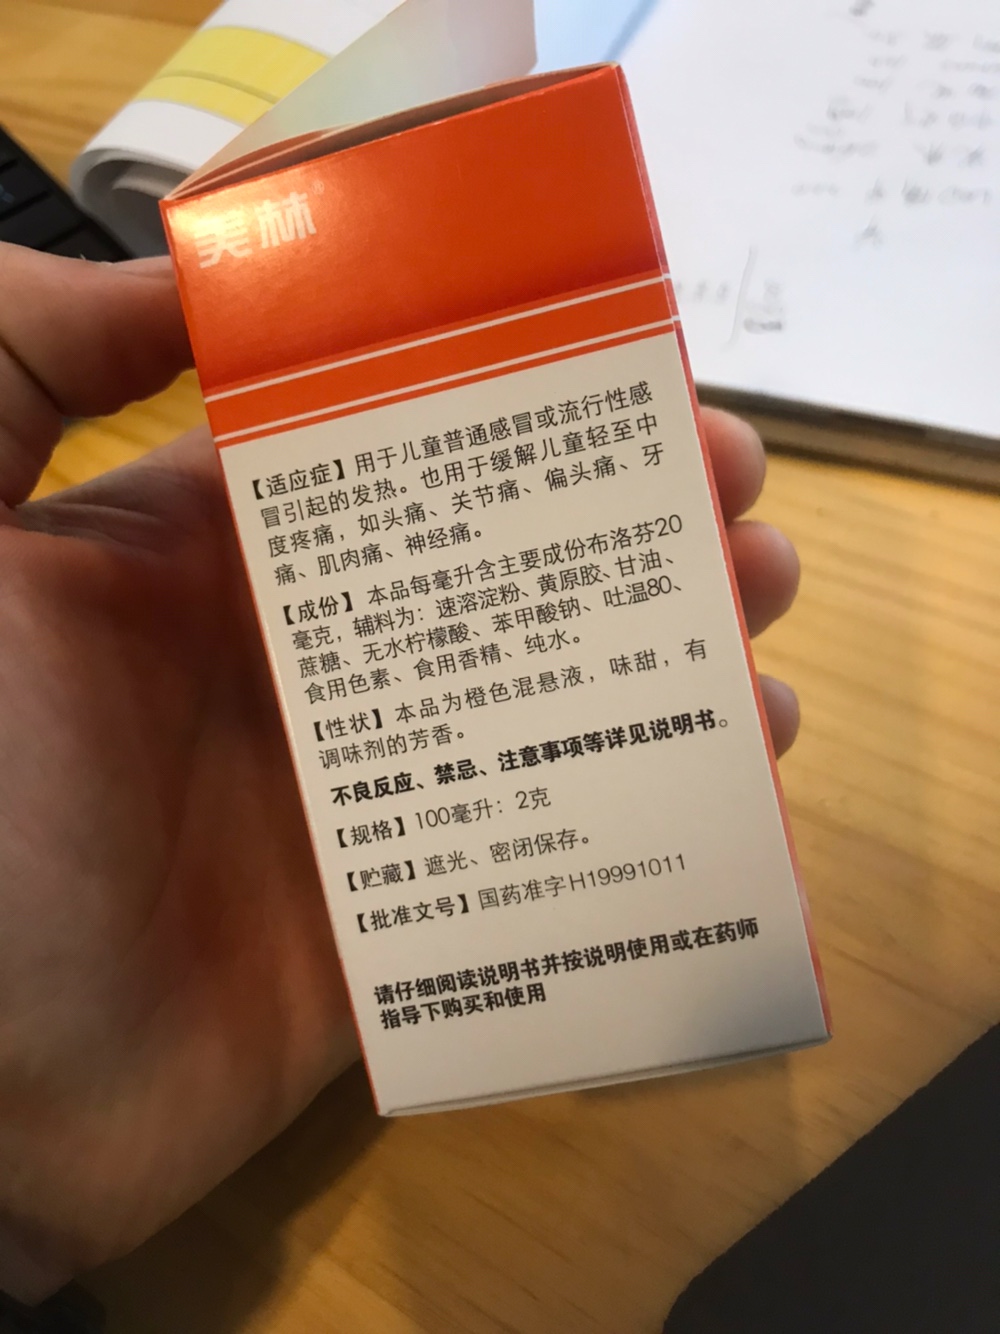 美林®
【适应症】用于儿童普通感冒或流行性感
冒引起的发热。也用于缓解儿童轻至中
度疼痛，如头痛、关节痛、偏头痛、牙
痛、肌肉痛、神经痛。
【成份】本品每毫升含主要成份布洛芬20
毫克，辅料为：速溶淀粉、黄原胶、甘油、
蔗糖、无水柠檬酸、苯甲酸钠、吐温80、
食用色素、食用香精、纯水。
【性状】本品为橙色混悬液，味甜，有
调味剂的芳香。
不良反应、禁忌、注意事项等详见说明书。
【规格】100毫升：2克
【贮藏】遮光、密闭保存。
【批准文号】国药准字H19991011
请仔细阅读说明书并按说明使用或在药师
指导下购买和使用